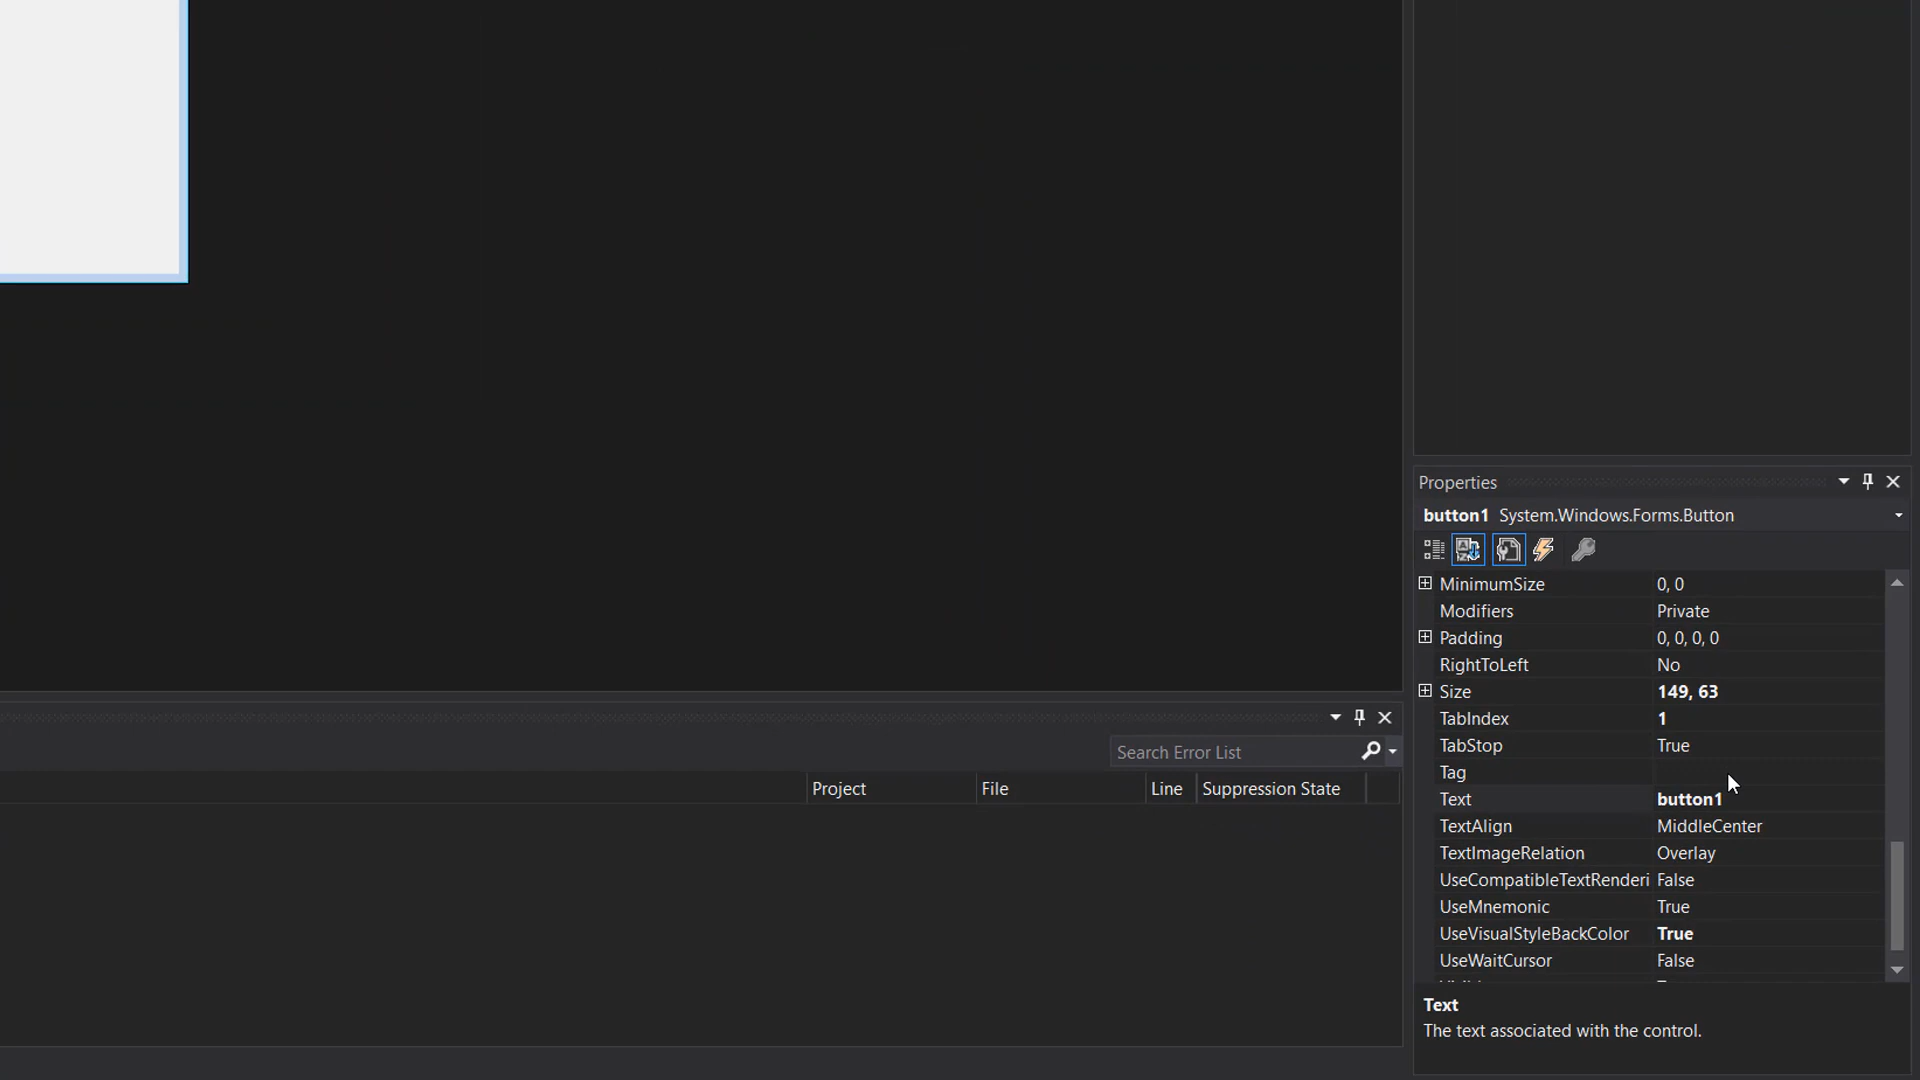 Properties
button1 System.Windows.Forms.Button
MinimumSize 0, 0
Modifiers Private
Padding 0, 0, 0, 0
RightToLeft No
Size 149, 63
TabIndex 1
TabStop True
Tag
Text button1
TextAlign MiddleCenter
TextImageRelation Overlay
UseCompatibleTextRenderi False
UseMnemonic True
UseVisualStyleBackColor True
UseWaitCursor False
Text
The text associated with the control.
Search Error List
Project File Line Suppression State